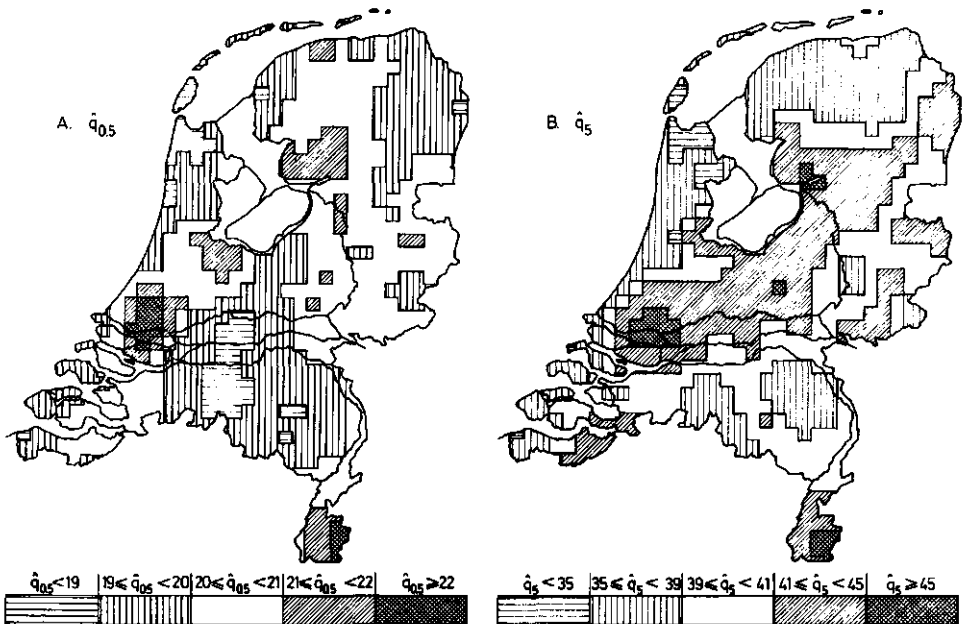 A. q̂0.5
B. q̂5
q̂0.5<19 19⩽ q̂0.5 <20 20⩽ q̂0.5 <21 21⩽ q̂0.5 <22 q̂0.5⩾22
q̂5 <35 35⩽ q̂5 <39 39⩽ q̂5 <41 41⩽ q̂5 <45 q̂5⩾45